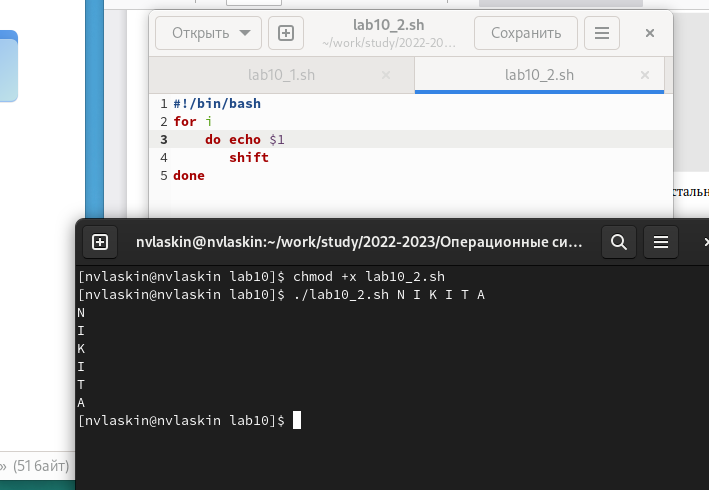 Открыть
lab10_2.sh
~/work/study/2022-20…
Сохранить
lab10_1.sh
lab10_2.sh
1 #!/bin/bash
2 for i
3     do echo $1
4        shift
5 done
стальн
nvlaskin@nvlaskin:~/work/study/2022-2023/Операционные си…
[nvlaskin@nvlaskin lab10]$ chmod +x lab10_2.sh
[nvlaskin@nvlaskin lab10]$ ./lab10_2.sh N I K I T A
N
I
K
I
T
A
[nvlaskin@nvlaskin lab10]$
» (51 байт)